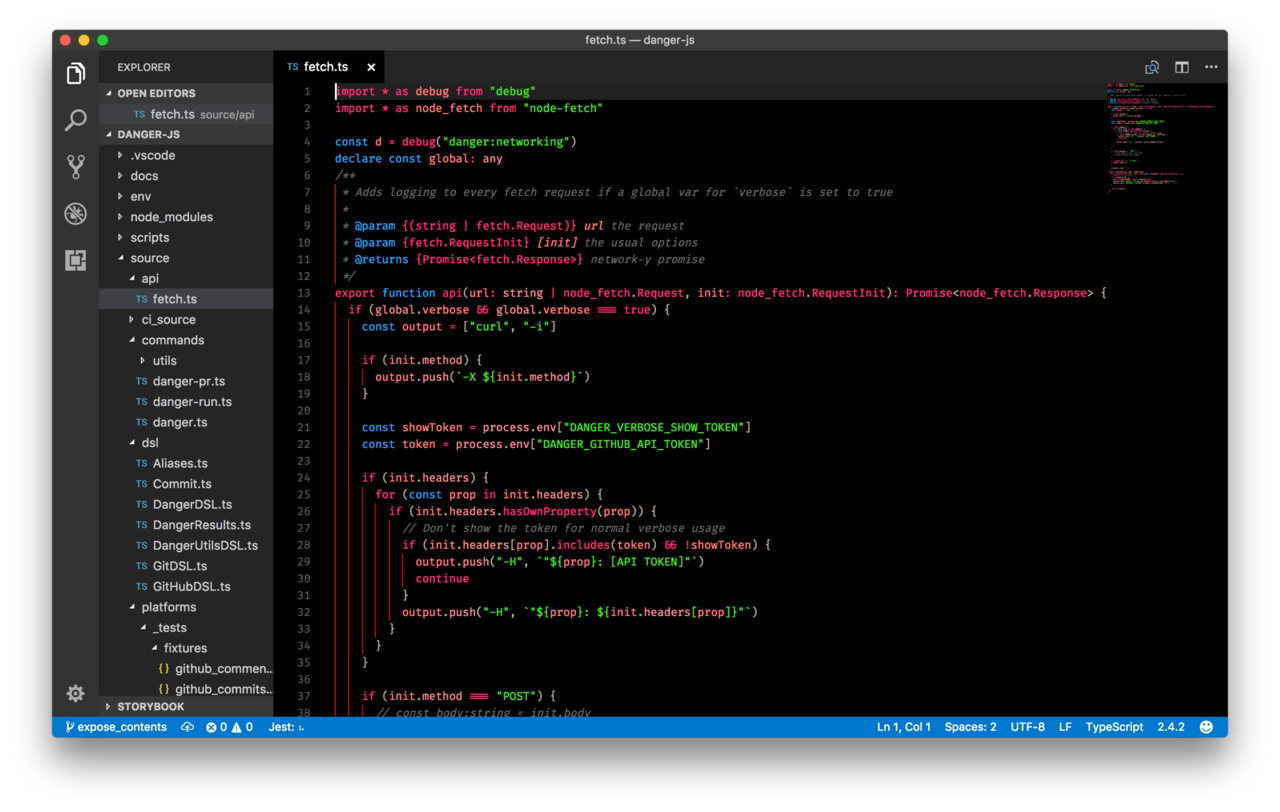 fetch.ts — danger-js
EXPLORER
OPEN EDITORS
TS fetch.ts source/api
DANGER-JS
.vscode
docs
env
node_modules
scripts
source
api
TS fetch.ts
ci_source
commands
utils
TS danger-pr.ts
TS danger-run.ts
TS danger.ts
dsl
TS Aliases.ts
TS Commit.ts
TS DangerDSL.ts
TS DangerResults.ts
TS DangerUtilsDSL.ts
TS GitDSL.ts
TS GitHubDSL.ts
platforms
_tests
fixtures
{} github_commen...
{} github_commits...
STORYBOOK
TS fetch.ts ×
1 import * as debug from "debug"
2 import * as node_fetch from "node-fetch"
3
4 const d = debug("danger:networking")
5 declare const global: any
6 /**
7 * Adds logging to every fetch request if a global var for `verbose` is set to true
8 *
9 * @param {(string | fetch.Request)} url the request
10 * @param {fetch.RequestInit} [init] the usual options
11 * @returns {Promise<fetch.Response>} network-y promise
12 */
13 export function api(url: string | node_fetch.Request, init: node_fetch.RequestInit): Promise<node_fetch.Response> {
14 if (global.verbose && global.verbose === true) {
15 const output = ["curl", "-i"]
16
17 if (init.method) {
18 output.push(`-X ${init.method}`)
19 }
20
21 const showToken = process.env["DANGER_VERBOSE_SHOW_TOKEN"]
22 const token = process.env["DANGER_GITHUB_API_TOKEN"]
23
24 if (init.headers) {
25 for (const prop in init.headers) {
26 if (init.headers.hasOwnProperty(prop)) {
27 // Don't show the token for normal verbose usage
28 if (init.headers[prop].includes(token) && !showToken) {
29 output.push("-H", `"${prop}: [API TOKEN]"`)
30 continue
31 }
32 output.push("-H", `"${prop}: ${init.headers[prop]}"`)
33 }
34 }
35 }
36
37 if (init.method === "POST") {
38 // const body:string = init.body
expose_contents 0 0 Jest: Ln 1, Col 1 Spaces: 2 UTF-8 LF TypeScript 2.4.2